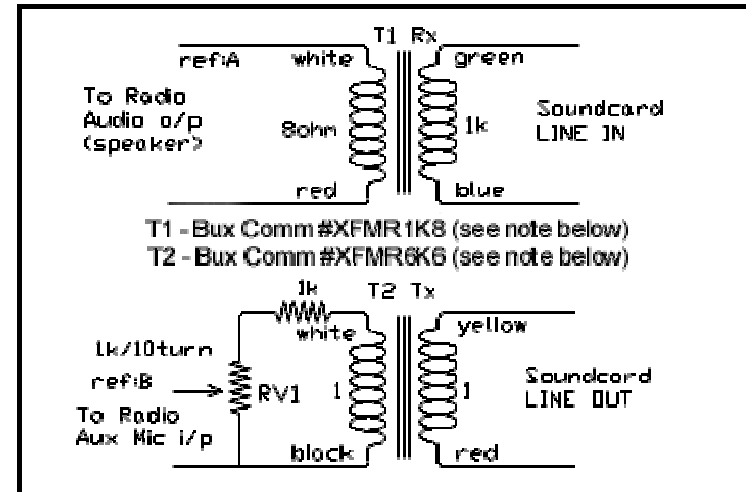 T1 Rx
ref:A white green
To Radio
Audio o/p
(speaker)
8ohm 1k
Soundcard
LINE IN
red blue
T1 - Bux Comm #XFMR1K8 (see note below)
T2 - Bux Comm #XFMR6K6 (see note below)
1k T2 Tx
white yellow
1k/10turn
ref:B
RV1 1 1
To Radio
Aux Mic i/p
Soundcard
LINE OUT
black red